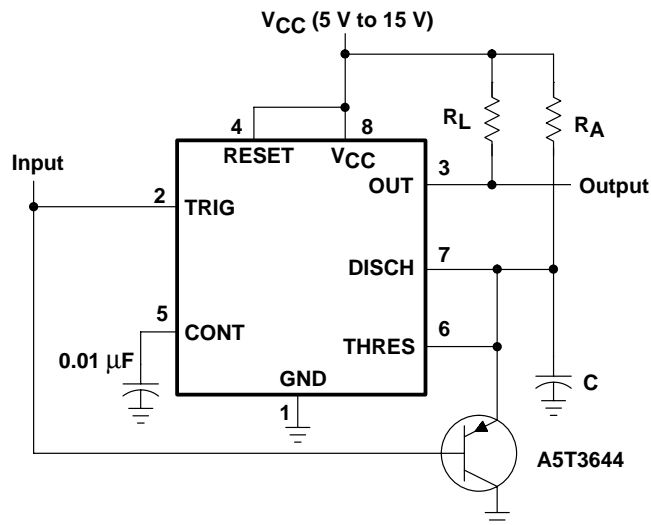 VCC (5 V to 15 V)
4
8
RL
RA
RESET
VCC
Input
3
2
OUT
Output
TRIG
7
DISCH
5
6
CONT
THRES
0.01 μF
GND
C
1
A5T3644